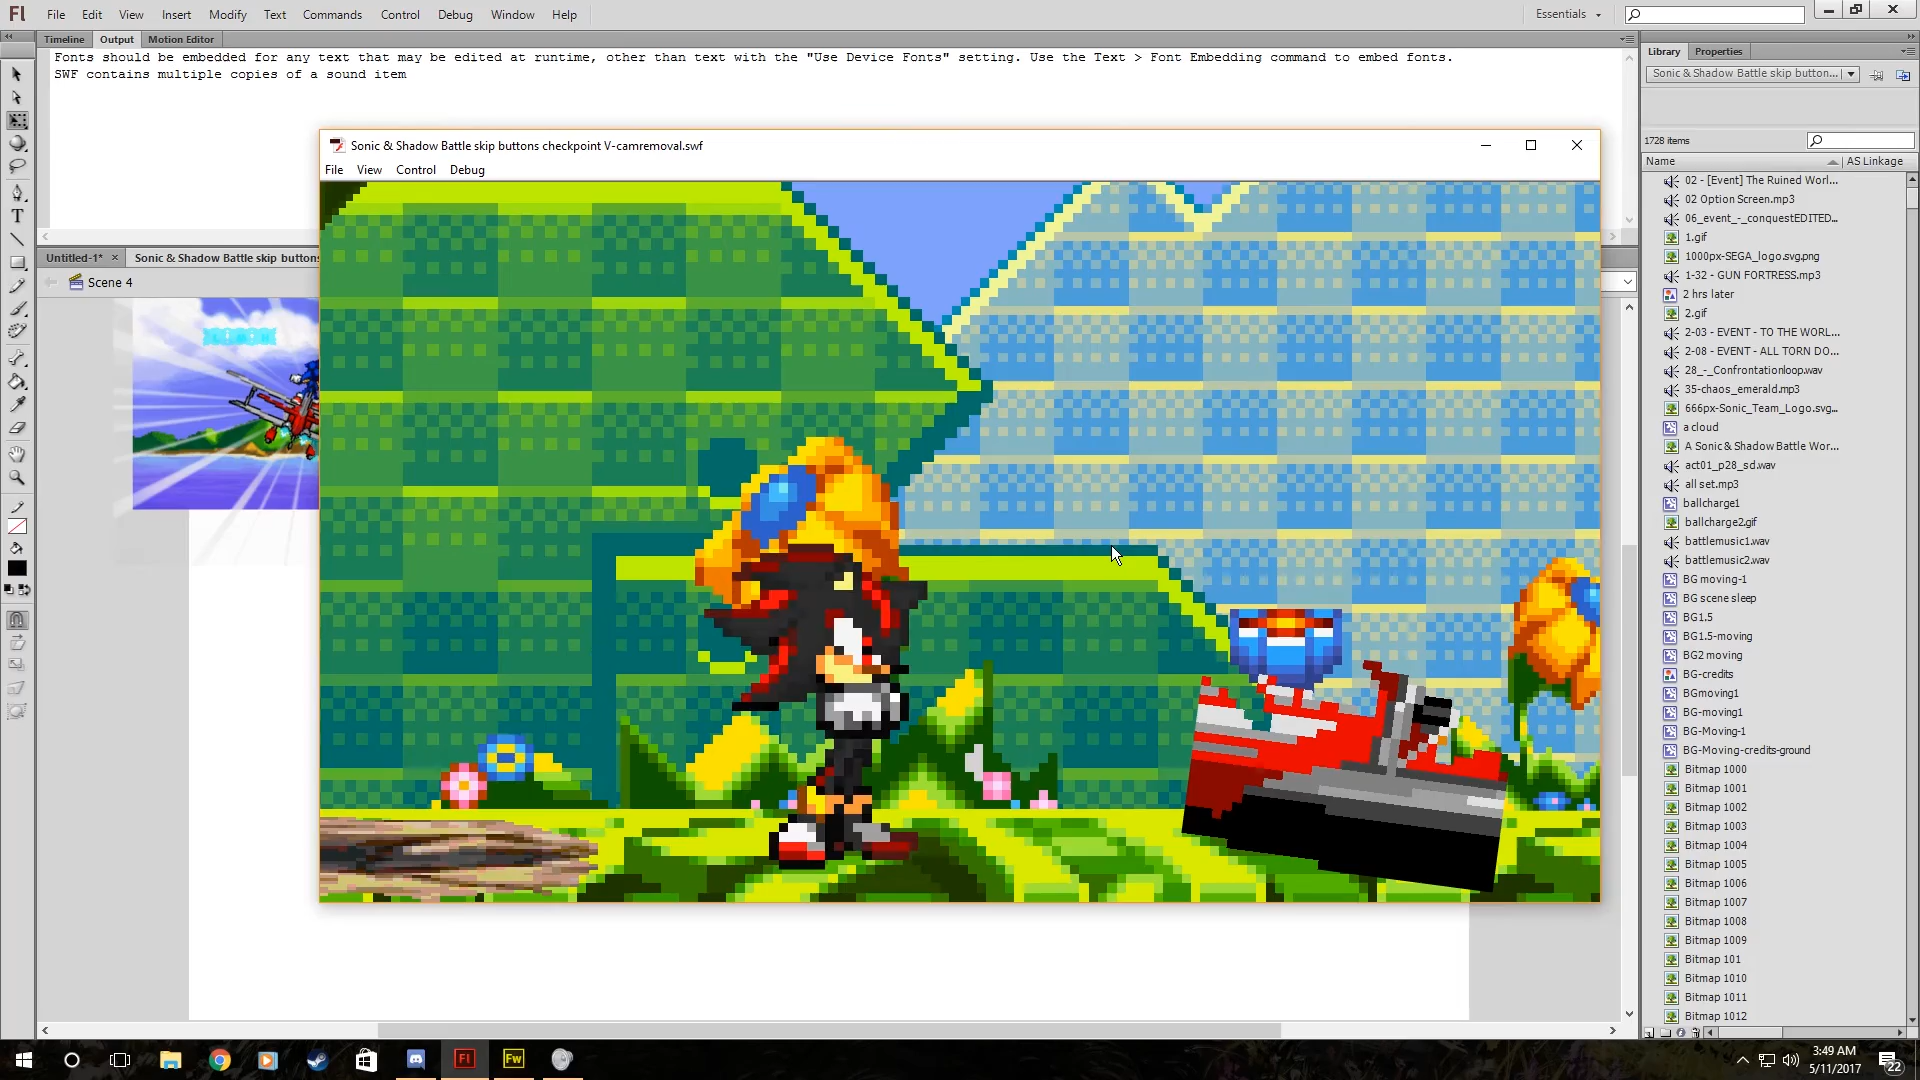 Fl File Edit View Insert Modify Text Commands Control Debug Window Help Essentials
Timeline Output Motion Editor
Fonts should be embedded for any text that may be edited at runtime, other than text with the "Use Device Fonts" setting. Use the Text > Font Embedding command to embed fonts.
SWF contains multiple copies of a sound item
Sonic & Shadow Battle skip buttons checkpoint V-camremoval.swf
File View Control Debug
Untitled-1* Sonic & Shadow Battle skip buttons
Scene 4
Library Properties
Sonic & Shadow Battle skip button...
1728 items
Name AS Linkage
02 - [Event] The Ruined Worl...
02 Option Screen.mp3
06_event_-_conquestEDITED...
1.gif
1000px-SEGA_logo.svg.png
1-32 - GUN FORTRESS.mp3
2 hrs later
2.gif
2-03 - EVENT - TO THE WORL...
2-08 - EVENT - ALL TORN DO...
28_-_Confrontationloop.wav
35-chaos_emerald.mp3
666px-Sonic_Team_Logo.svg...
a cloud
A Sonic & Shadow Battle Wor...
act01_p28_sd.wav
all set.mp3
ballcharge1
ballcharge2.gif
battlemusic1.wav
battlemusic2.wav
BG moving-1
BG scene sleep
BG1.5
BG1.5-moving
BG2 moving
BG-credits
BGmoving1
BG-moving1
BG-Moving-1
BG-Moving-credits-ground
Bitmap 1000
Bitmap 1001
Bitmap 1002
Bitmap 1003
Bitmap 1004
Bitmap 1005
Bitmap 1006
Bitmap 1007
Bitmap 1008
Bitmap 1009
Bitmap 101
Bitmap 1010
Bitmap 1011
Bitmap 1012
Fl Fw
3:49 AM
5/11/2017
22